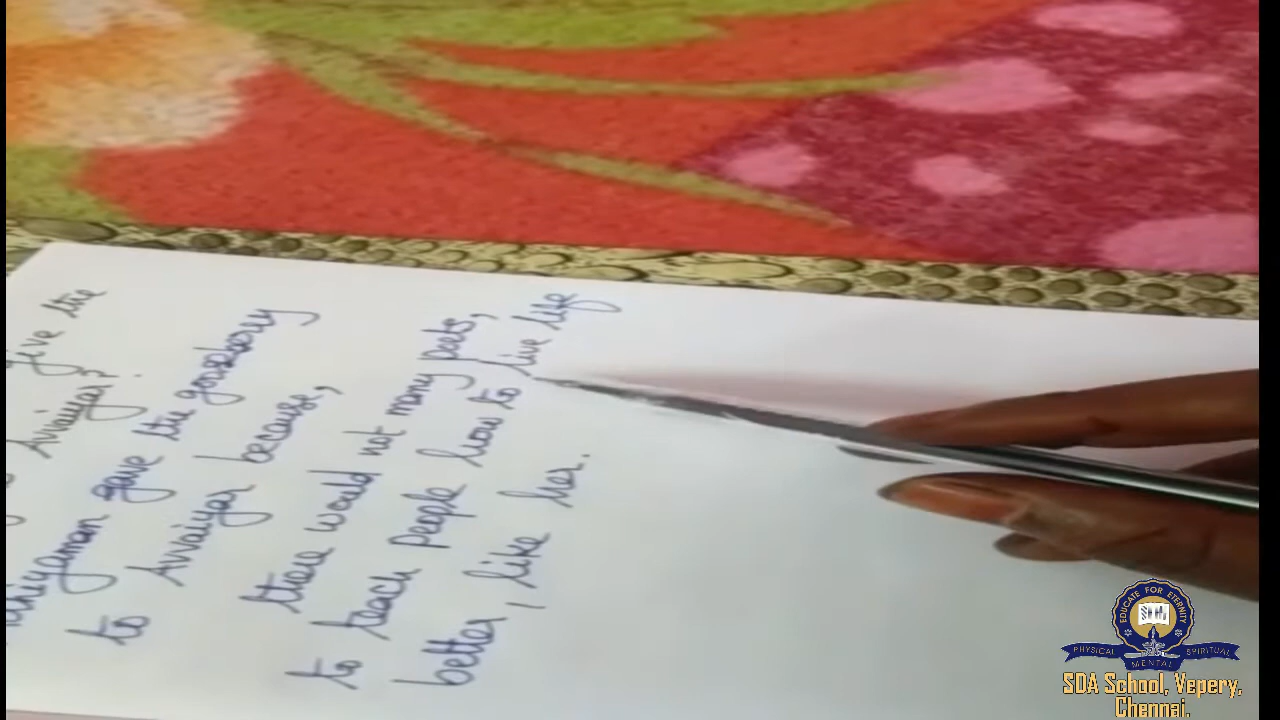 give the
Avvaiyar?
gave the gooseberry
to Avvaiyar because,
there would not many poets,
to teach people how to live life
better, like her.
EDUCATE FOR ETERNITY
PHYSICAL MENTAL SPIRITUAL
SDA School, Vepery,
Chennai.